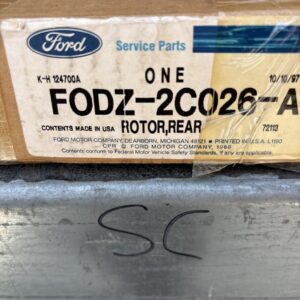 Ford Service Parts
K-H 124700A ONE 10/10/97
FODZ-2C026-A
CONTENTS MADE IN USA ROTOR,REAR 72113
FORD MOTOR COMPANY, DEARBORN, MICHIGAN 48121 ▶ PRINTED IN U.S.A. L1160
CPR © FORD MOTOR COMPANY, 1988
Contents conform to Federal Motor Vehicle Safety Standards, if any are applicable.
SC